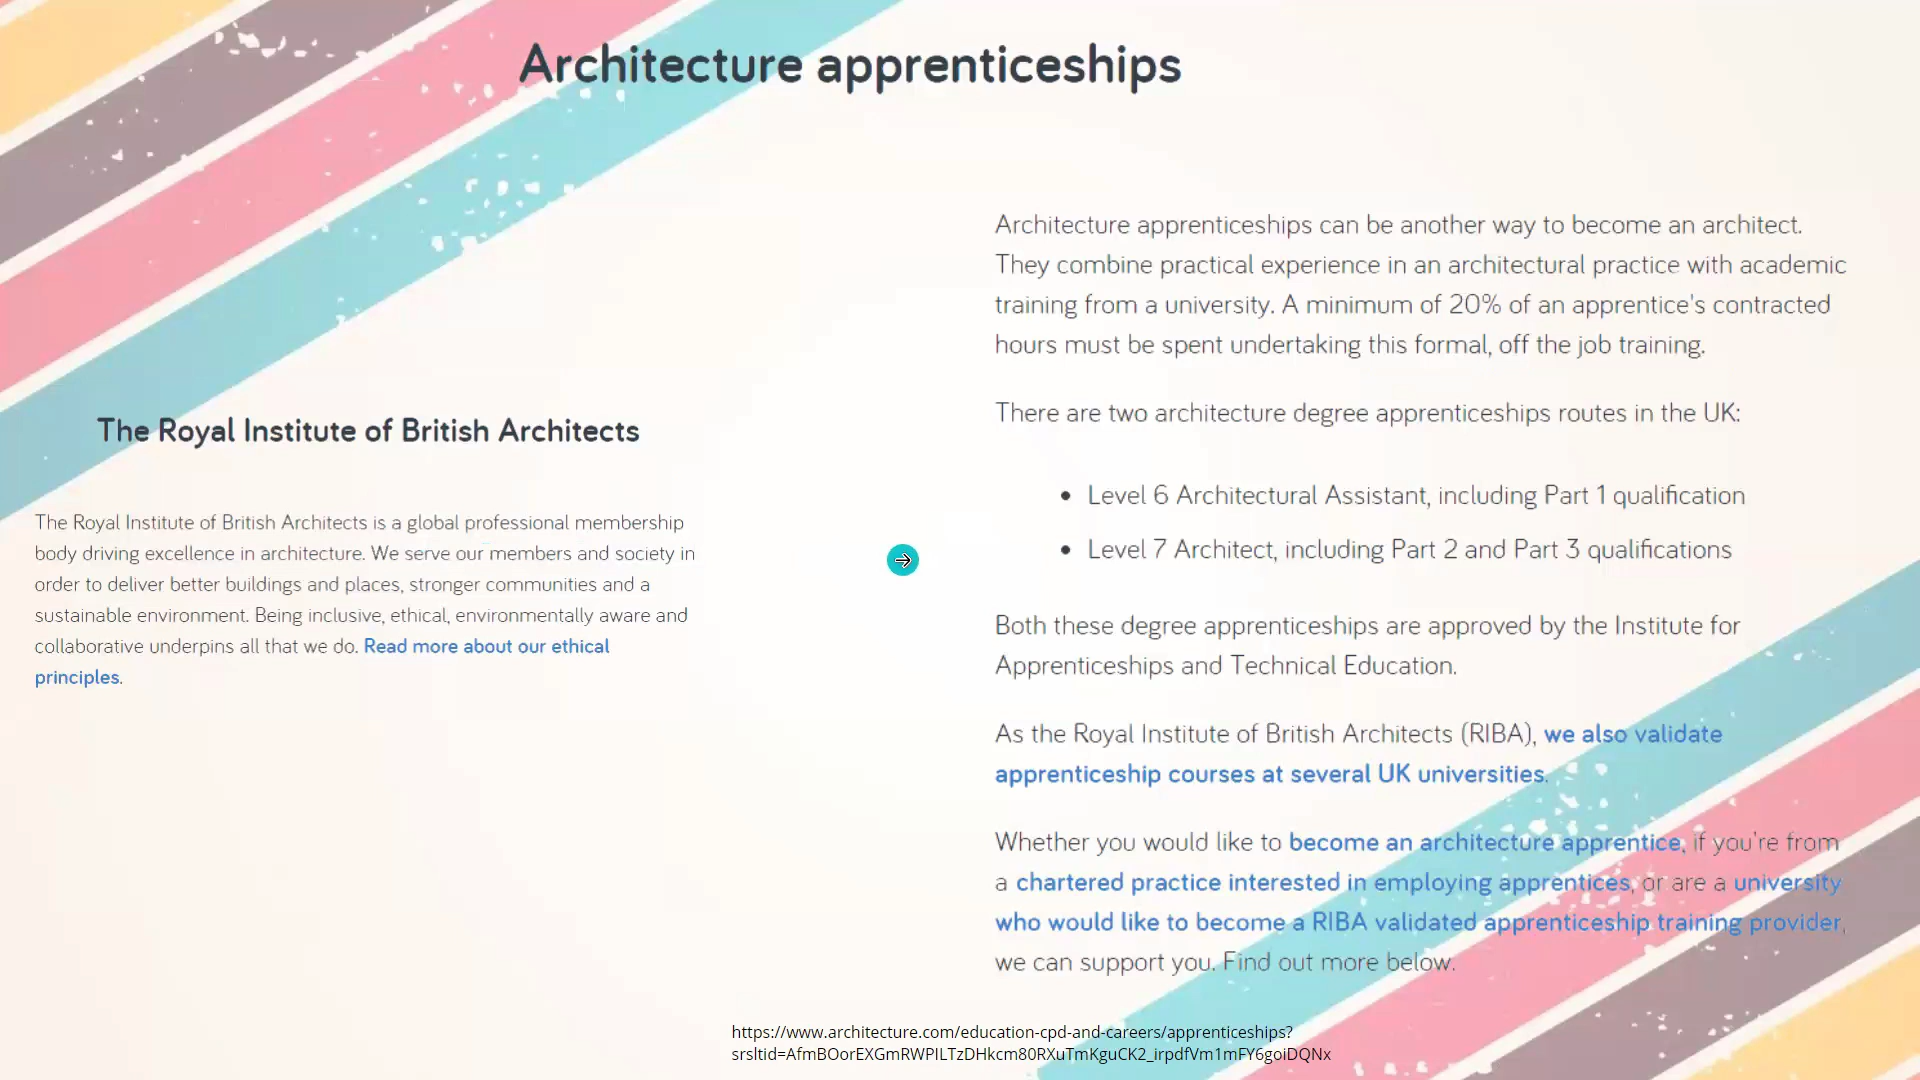 Architecture apprenticeships
The Royal Institute of British Architects
The Royal Institute of British Architects is a global professional membership
body driving excellence in architecture. We serve our members and society in
order to deliver better buildings and places, stronger communities and a
sustainable environment. Being inclusive, ethical, environmentally aware and
collaborative underpins all that we do. Read more about our ethical
principles.
Architecture apprenticeships can be another way to become an architect.
They combine practical experience in an architectural practice with academic
training from a university. A minimum of 20% of an apprentice's contracted
hours must be spent undertaking this formal, off the job training.
There are two architecture degree apprenticeships routes in the UK:
• Level 6 Architectural Assistant, including Part 1 qualification
• Level 7 Architect, including Part 2 and Part 3 qualifications
Both these degree apprenticeships are approved by the Institute for
Apprenticeships and Technical Education.
As the Royal Institute of British Architects (RIBA), we also validate
apprenticeship courses at several UK universities.
Whether you would like to become an architecture apprentice, if you're from
a chartered practice interested in employing apprentices, or are a university
who would like to become a RIBA validated apprenticeship training provider,
we can support you. Find out more below.
https://www.architecture.com/education-cpd-and-careers/apprenticeships?
srsltid=AfmBOorEXGmRWPILTzDHkcm80RXuTmKguCK2_irpdfVm1mFY6goiDQNx